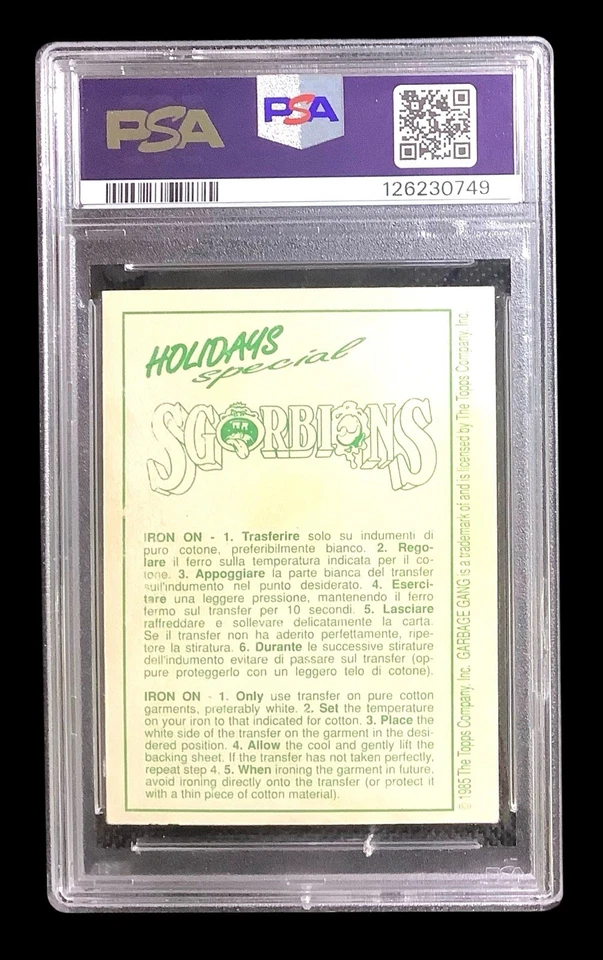 PSA
PSA
126230749
HOLIDAYS
special
SGORBIONS
IRON ON - 1. Trasferire solo su indumenti di
puro cotone, preferibilmente bianco. 2. Rego-
lare il ferro sulla temperatura indicata per il co-
tone. 3. Appoggiare la parte bianca del transfer
sull'indumento nel punto desiderato. 4. Eserci-
tare una leggere pressione, mantenendo il ferro
fermo sul transfer per 10 secondi. 5. Lasciare
raffreddare e sollevare delicatamente la carta.
Se il transfer non ha aderito perfettamente, ripe-
tere la stiratura. 6. Durante le successive stirature
dell'indumento evitare di passare sul transfer (op-
pure proteggerlo con un leggero telo di cotone).
IRON ON - 1. Only use transfer on pure cotton
garments, preferably white. 2. Set the temperature
on your iron to that indicated for cotton. 3. Place the
white side of the transfer on the garment in the desi-
dered position. 4. Allow the cool and gently lift the
backing sheet. If the transfer has not taken perfectly,
repeat step 4. 5. When ironing the garment in future,
avoid ironing directly onto the transfer (or protect it
with a thin piece of cotton material).
© 1985 The Topps Company, Inc. GARBAGE GANG is a trademark of and is licensed by The Topps Company, Inc.
PSA